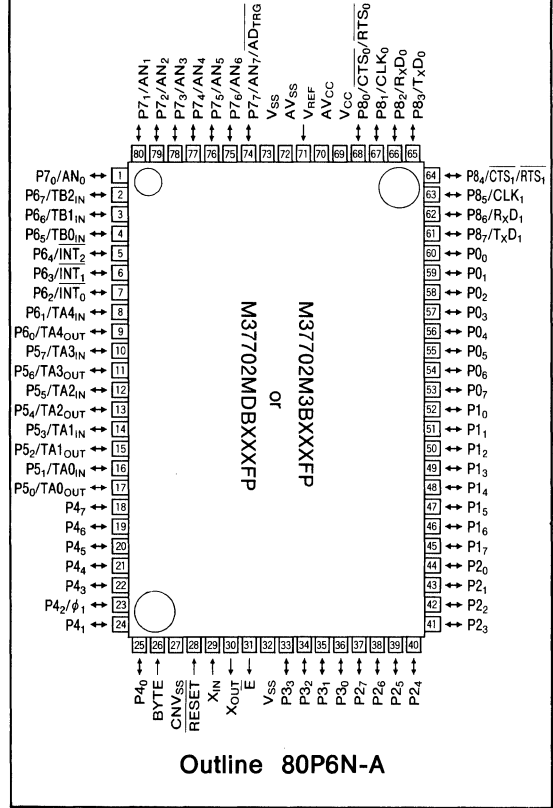 P7₁/AN₁
P7₂/AN₂
P7₃/AN₃
P7₄/AN₄
P7₅/AN₅
P7₆/AN₆
P7₇/AN₇/AD̅T̅R̅G̅
Vss
AVss
VREF
AVcc
Vcc
P8₀/C̅T̅S̅₀/R̅T̅S̅₀
P8₁/CLK₀
P8₂/RxD₀
P8₃/TxD₀
80 79 78 77 76 75 74 73 72 71 70 69 68 67 66 65
P7₀/AN₀ 1
P6₇/TB2IN 2
P6₆/TB1IN 3
P6₅/TB0IN 4
P6₄/I̅N̅T̅₂ 5
P6₃/I̅N̅T̅₁ 6
P6₂/I̅N̅T̅₀ 7
P6₁/TA4IN 8
P6₀/TA4OUT 9
P5₇/TA3IN 10
P5₆/TA3OUT 11
P5₅/TA2IN 12
P5₄/TA2OUT 13
P5₃/TA1IN 14
P5₂/TA1OUT 15
P5₁/TA0IN 16
P5₀/TA0OUT 17
P4₇ 18
P4₆ 19
P4₅ 20
P4₄ 21
P4₃ 22
P4₂/ϕ₁ 23
P4₁ 24
M37702M3BXXXFP
or
M37702MDBXXXFP
64 P8₄/C̅T̅S̅₁/R̅T̅S̅₁
63 P8₅/CLK₁
62 P8₆/RxD₁
61 P8₇/TxD₁
60 P0₀
59 P0₁
58 P0₂
57 P0₃
56 P0₄
55 P0₅
54 P0₆
53 P0₇
52 P1₀
51 P1₁
50 P1₂
49 P1₃
48 P1₄
47 P1₅
46 P1₆
45 P1₇
44 P2₀
43 P2₁
42 P2₂
41 P2₃
25 26 27 28 29 30 31 32 33 34 35 36 37 38 39 40
P4₀
BYTE
CNVss
R̅E̅S̅E̅T̅
XIN
XOUT
E̅
Vss
P3₃
P3₂
P3₁
P3₀
P2₇
P2₆
P2₅
P2₄
Outline 80P6N-A